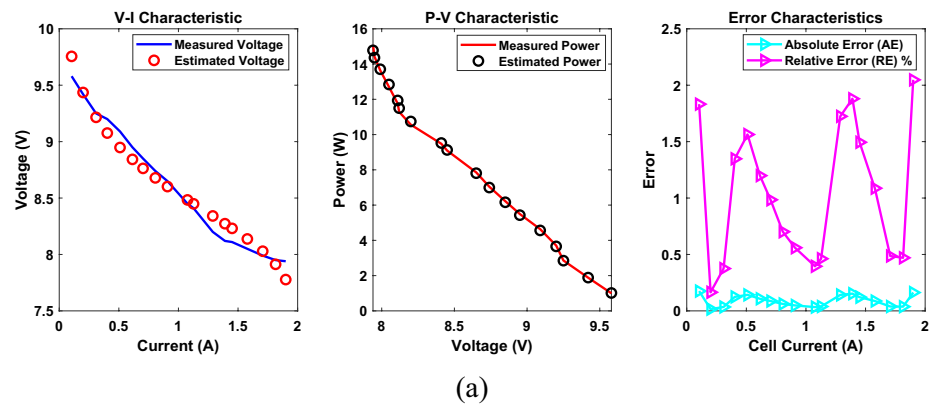 V-I Characteristic
Measured Voltage
Estimated Voltage
10
9.5
9
8.5
8
7.5
0
0.5
1
1.5
2
Voltage (V)
Current (A)
P-V Characteristic
Measured Power
Estimated Power
16
14
12
10
8
6
4
2
0
8
8.5
9
9.5
Power (W)
Voltage (V)
Error Characteristics
Absolute Error (AE)
Relative Error (RE) %
2.5
2
1.5
1
0.5
0
0
0.5
1
1.5
2
Error
Cell Current (A)
(a)